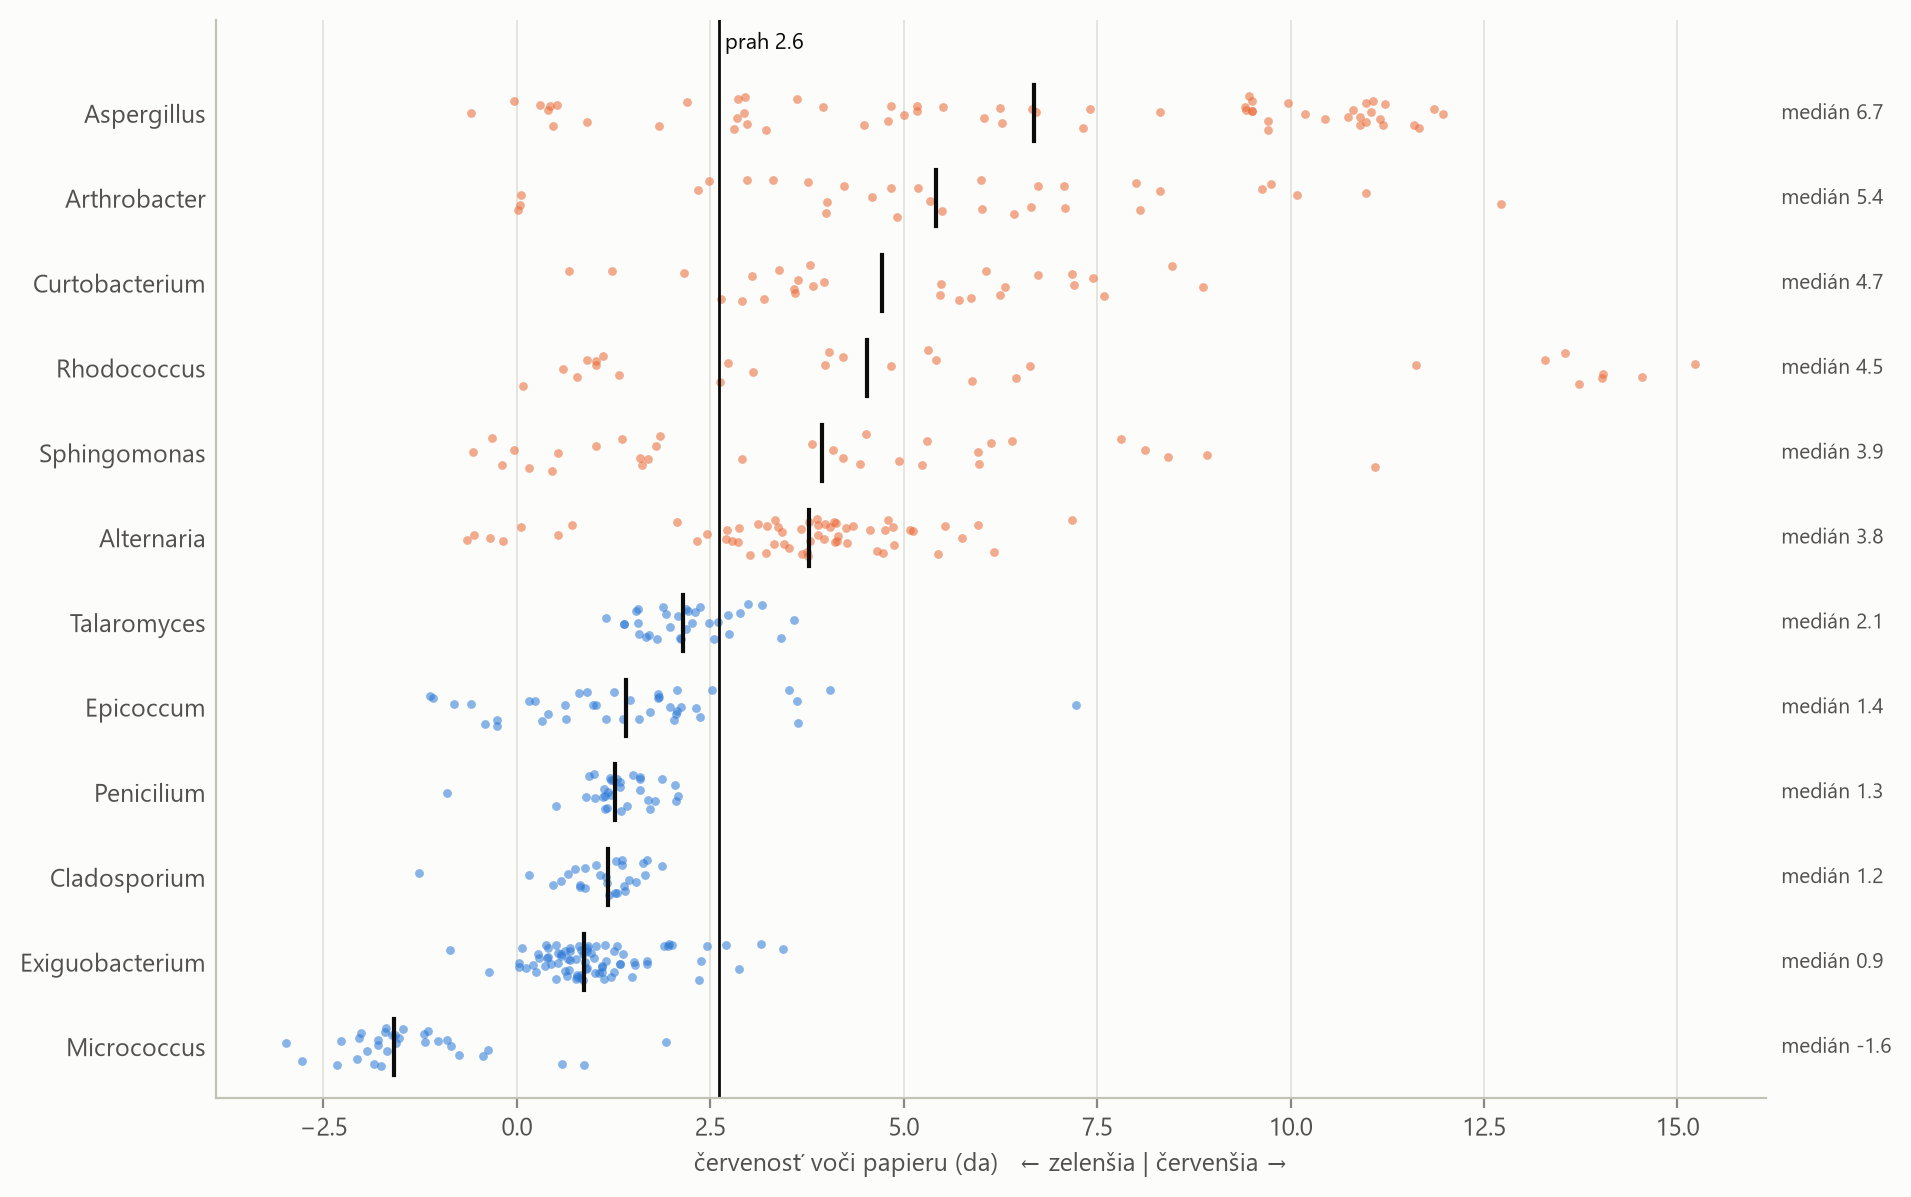 prah 2.6
Aspergillus medián 6.7
Arthrobacter medián 5.4
Curtobacterium medián 4.7
Rhodococcus medián 4.5
Sphingomonas medián 3.9
Alternaria medián 3.8
Talaromyces medián 2.1
Epicoccum medián 1.4
Penicilium medián 1.3
Cladosporium medián 1.2
Exiguobacterium medián 0.9
Micrococcus medián -1.6
−2.5 0.0 2.5 5.0 7.5 10.0 12.5 15.0
červenosť voči papieru (da) ← zelenšia | červenšia →